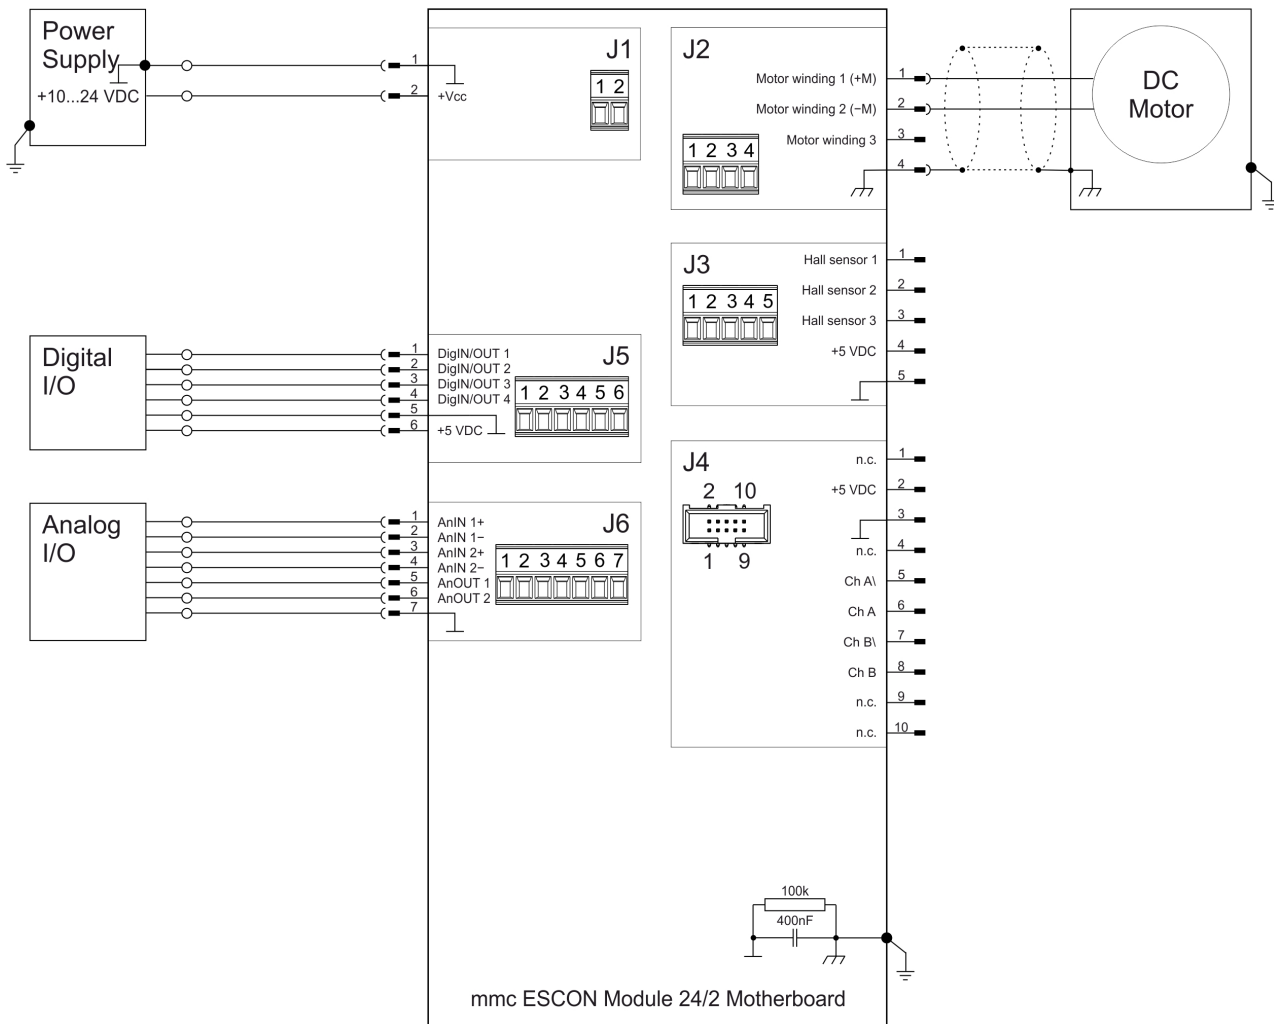 Power
Supply
+10...24 VDC
1
2
+Vcc
J1
1 2
J2
Motor winding 1 (+M)
1
Motor winding 2 (−M)
2
Motor winding 3
3
4
1 2 3 4
DC
Motor
J3
1 2 3 4 5
Hall sensor 1
1
Hall sensor 2
2
Hall sensor 3
3
+5 VDC
4
5
Digital
I/O
1
DigIN/OUT 1
2
DigIN/OUT 2
3
DigIN/OUT 3
4
DigIN/OUT 4
5
6
+5 VDC
J5
1 2 3 4 5 6
J4
2 10
1 9
n.c.
1
+5 VDC
2
3
n.c.
4
Ch A\
5
Ch A
6
Ch B\
7
Ch B
8
n.c.
9
n.c.
10
Analog
I/O
1
AnIN 1+
2
AnIN 1−
3
AnIN 2+
4
AnIN 2−
5
AnOUT 1
6
AnOUT 2
7
J6
1 2 3 4 5 6 7
100k
400nF
mmc ESCON Module 24/2 Motherboard